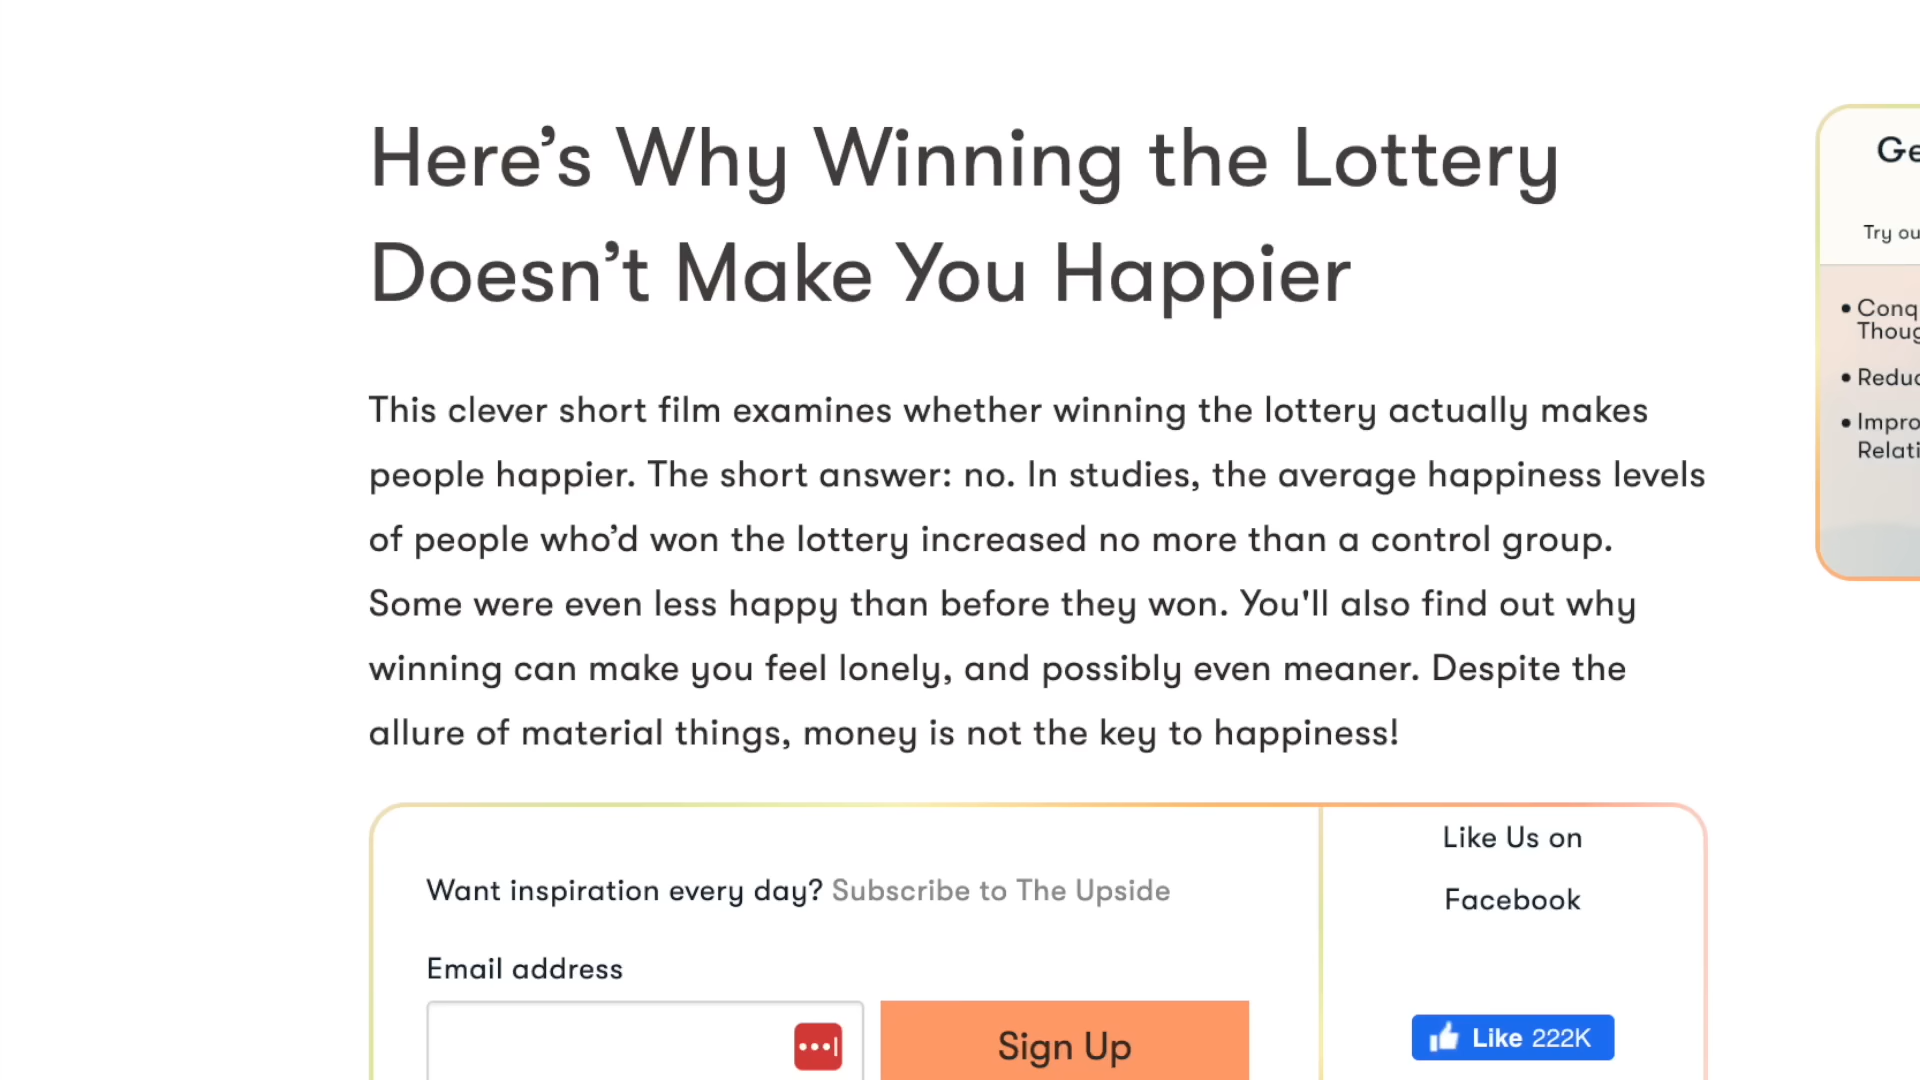 Here’s Why Winning the Lottery
Doesn’t Make You Happier
This clever short film examines whether winning the lottery actually makes
people happier. The short answer: no. In studies, the average happiness levels
of people who’d won the lottery increased no more than a control group.
Some were even less happy than before they won. You'll also find out why
winning can make you feel lonely, and possibly even meaner. Despite the
allure of material things, money is not the key to happiness!
Want inspiration every day? Subscribe to The Upside
Email address
Sign Up
Like Us on
Facebook
Like 222K
Try